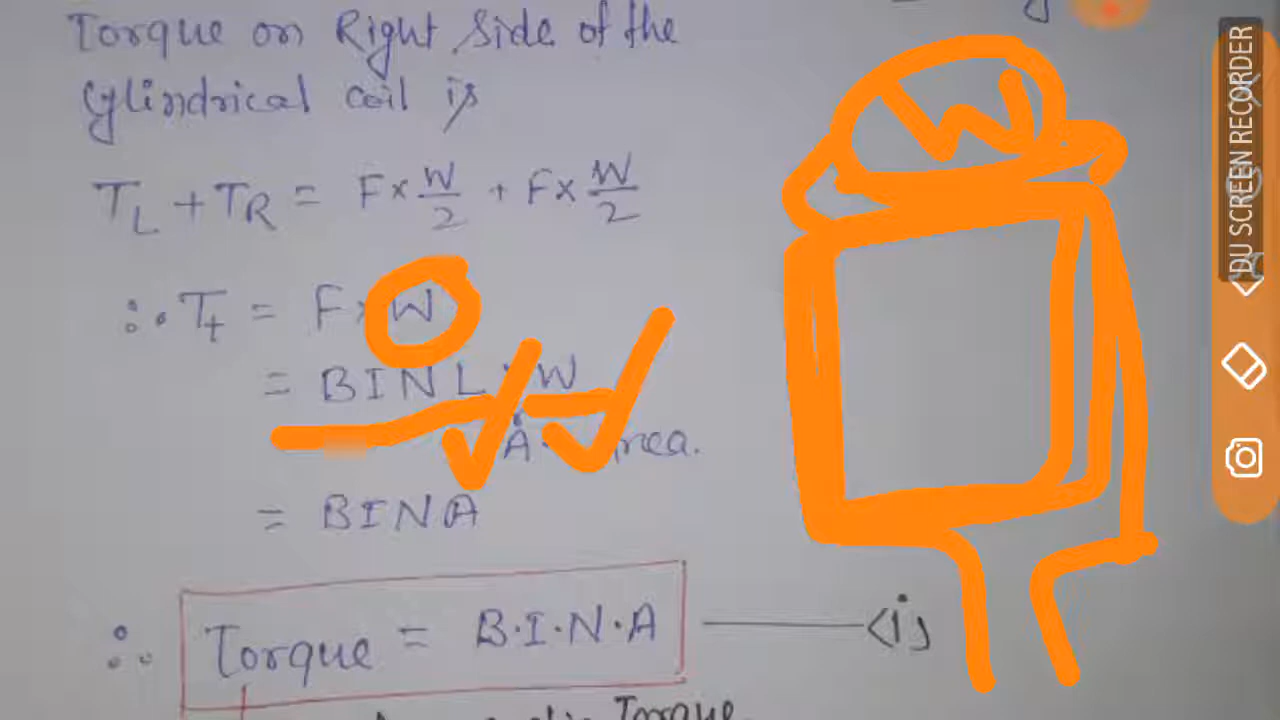 Torque on Right Side of the
Cylindrical coil is
TL + TR = F x W/2 + F x W/2
∴ Tt = F x W
= BINL · W
A = Area.
= BINA
∴ Torque = B.I.N.A —— (i)
Torque
W
DU SCREEN RECORDER